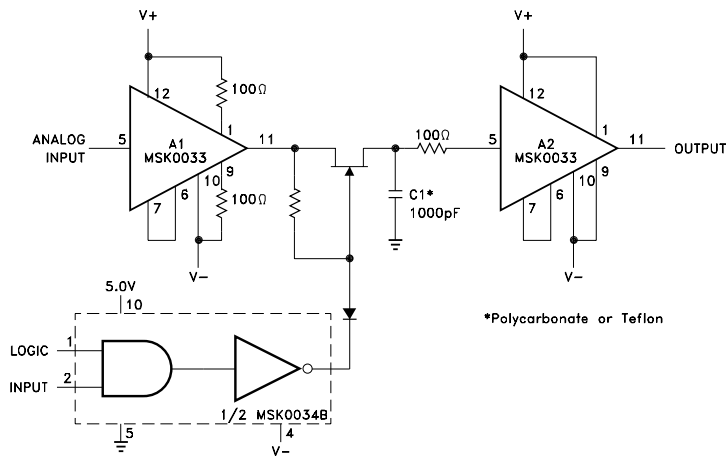 V+
V+
12
100Ω
12
1
1
ANALOG
INPUT
5
A1
MSK0033
11
100Ω
5
A2
MSK0033
11
OUTPUT
9
10
6
7
100Ω
9
10
6
7
C1*
1000pF
V-
V-
5.0V
10
*Polycarbonate or Teflon
LOGIC
1
INPUT
2
1/2 MSK0034B
5
4
V-